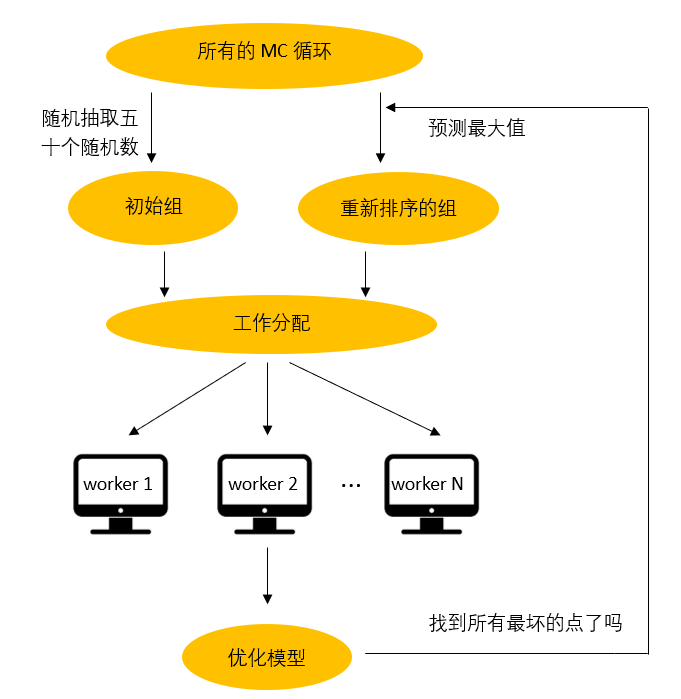 所有的 MC 循环
随机抽取五
十个随机数
预测最大值
初始组
重新排序的组
工作分配
worker 1
worker 2
...
worker N
找到所有最坏的点了吗
优化模型